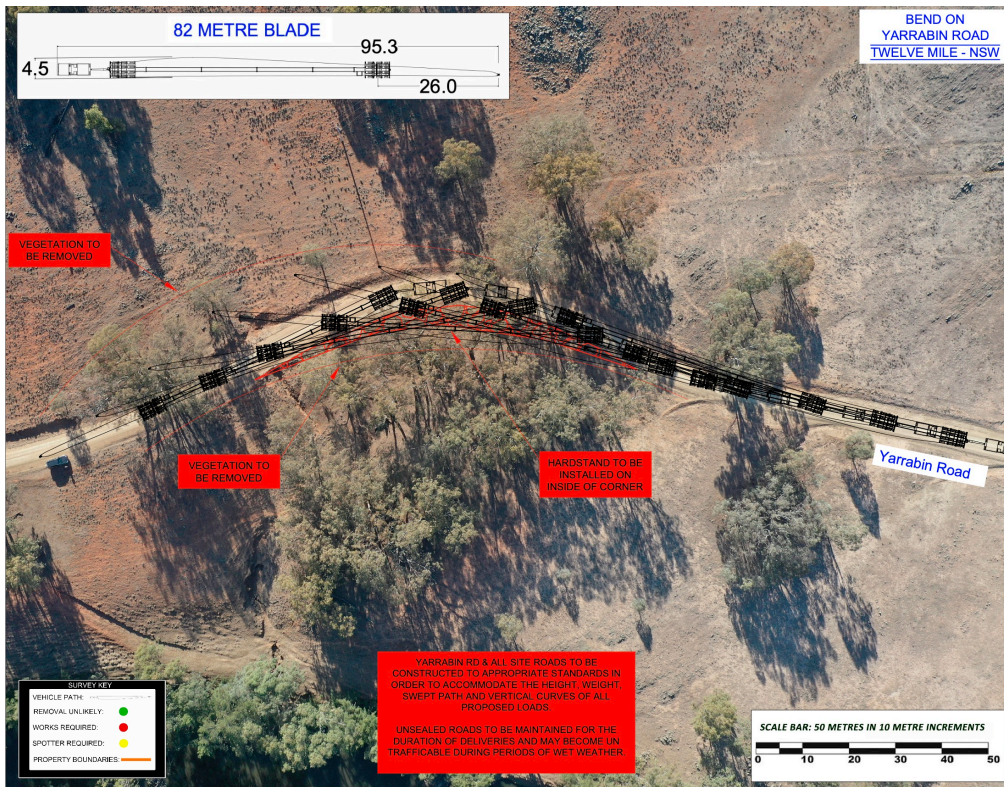 82 METRE BLADE
95.3
4.5
26.0
BEND ON
YARRABIN ROAD
TWELVE MILE - NSW
VEGETATION TO
BE REMOVED
VEGETATION TO
BE REMOVED
HARDSTAND TO BE
INSTALLED ON
INSIDE OF CORNER
Yarrabin Road
YARRABIN RD & ALL SITE ROADS TO BE
CONSTRUCTED TO APPROPRIATE STANDARDS IN
ORDER TO ACCOMMODATE THE HEIGHT, WEIGHT,
SWEPT PATH AND VERTICAL CURVES OF ALL
PROPOSED LOADS.
UNSEALED ROADS TO BE MAINTAINED FOR THE
DURATION OF DELIVERIES AND MAY BECOME UN
TRAFFICABLE DURING PERIODS OF WET WEATHER.
SURVEY KEY
VEHICLE PATH:
REMOVAL UNLIKELY:
WORKS REQUIRED:
SPOTTER REQUIRED:
PROPERTY BOUNDARIES:
SCALE BAR: 50 METRES IN 10 METRE INCREMENTS
0 10 20 30 40 50